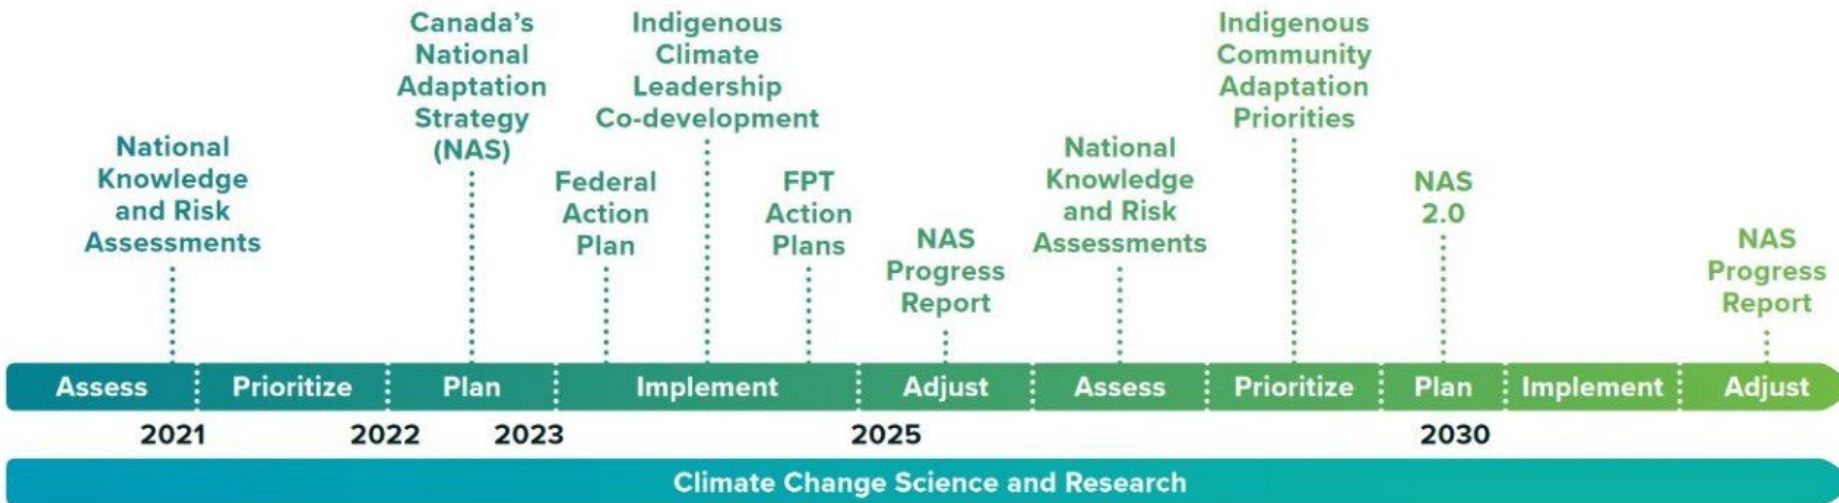 National
Knowledge
and Risk
Assessments
Canada’s
National
Adaptation
Strategy
(NAS)
Federal
Action
Plan
Indigenous
Climate
Leadership
Co-development
FPT
Action
Plans
NAS
Progress
Report
National
Knowledge
and Risk
Assessments
Indigenous
Community
Adaptation
Priorities
NAS
2.0
NAS
Progress
Report
Assess Prioritize Plan Implement Adjust Assess Prioritize Plan Implement Adjust
2021 2022 2023 2025 2030
Climate Change Science and Research